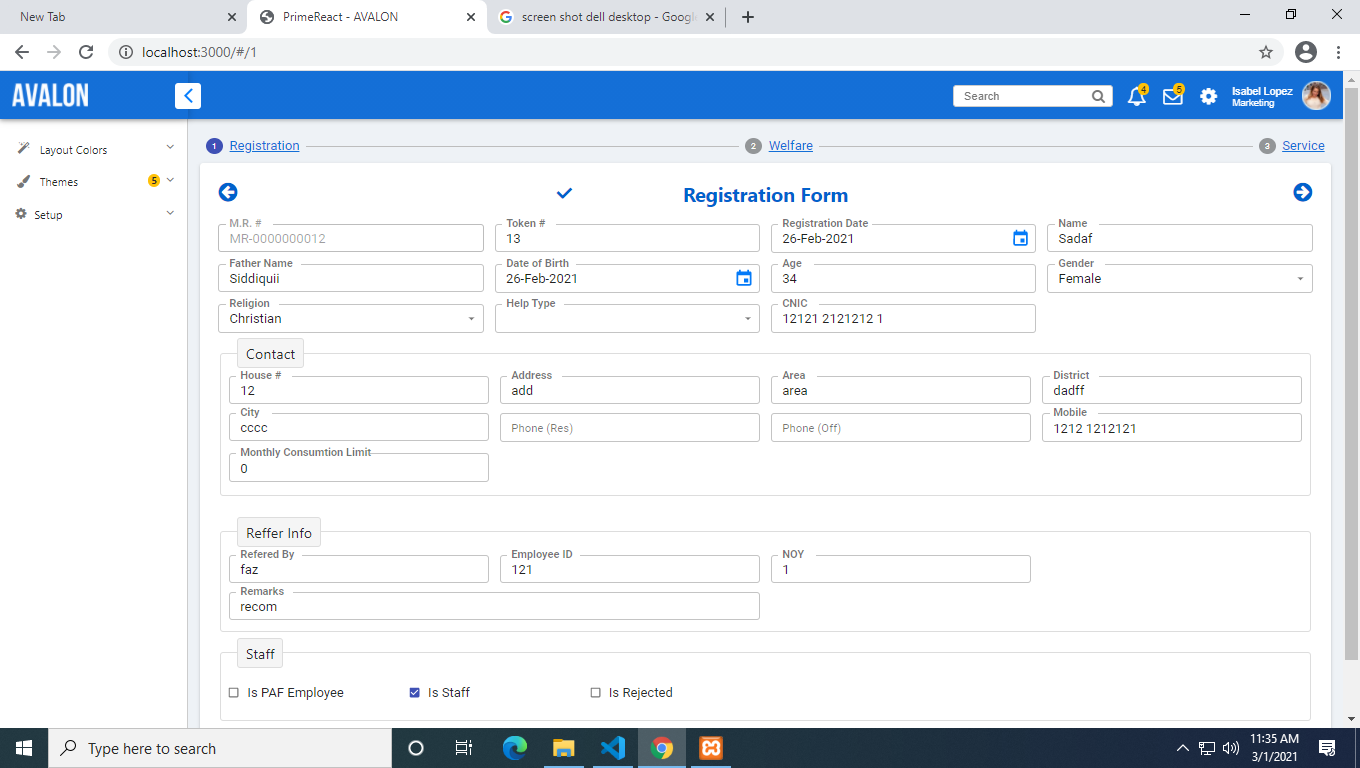 New Tab
PrimeReact - AVALON
screen shot dell desktop - Google
localhost:3000/#/1
AVALON
Search
4
5
Isabel Lopez
Marketing
Layout Colors
Themes
5
Setup
1 Registration
2 Welfare
3 Service
Registration Form
M.R. #
MR-0000000012
Token #
13
Registration Date
26-Feb-2021
Name
Sadaf
Father Name
Siddiquii
Date of Birth
26-Feb-2021
Age
34
Gender
Female
Religion
Christian
Help Type
CNIC
12121 2121212 1
Contact
House #
12
Address
add
Area
area
District
dadff
City
cccc
Phone (Res)
Phone (Off)
Mobile
1212 1212121
Monthly Consumtion Limit
0
Reffer Info
Refered By
faz
Employee ID
121
NOY
1
Remarks
recom
Staff
Is PAF Employee
Is Staff
Is Rejected
Type here to search
11:35 AM
3/1/2021